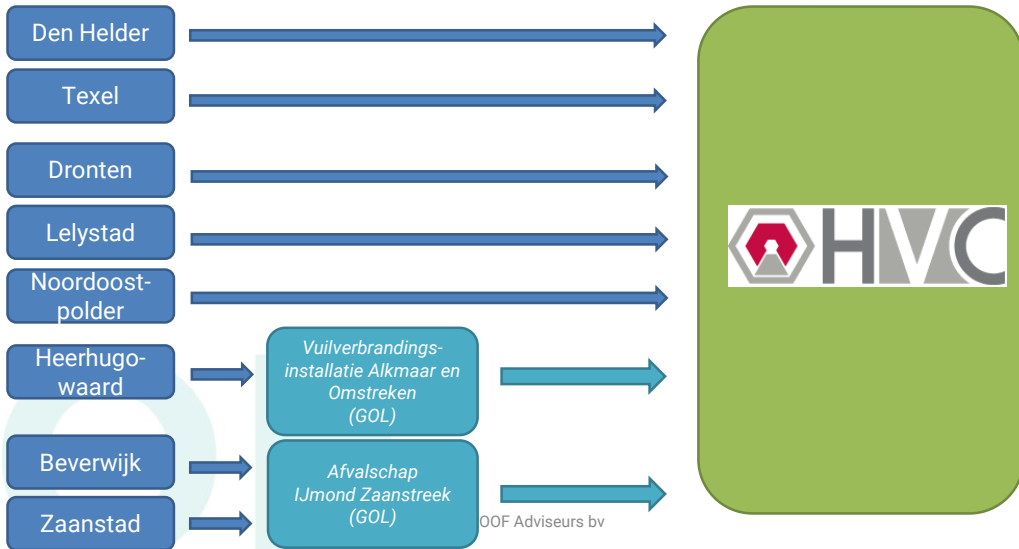 Den Helder
Texel
Dronten
Lelystad
Noordoost-
polder
Heerhugo-
waard
Beverwijk
Zaanstad
Vuilverbrandings-
installatie Alkmaar en
Omstreken
(GOL)
Afvalschap
IJmond Zaanstreek
(GOL)
OOF Adviseurs bv
HVC